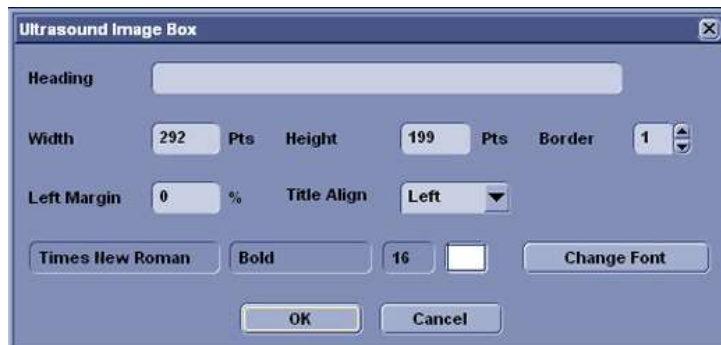 Ultrasound Image Box
Heading
Width 292 Pts Height 199 Pts Border 1
Left Margin 0 % Title Align Left
Times New Roman Bold 16 Change Font
OK Cancel